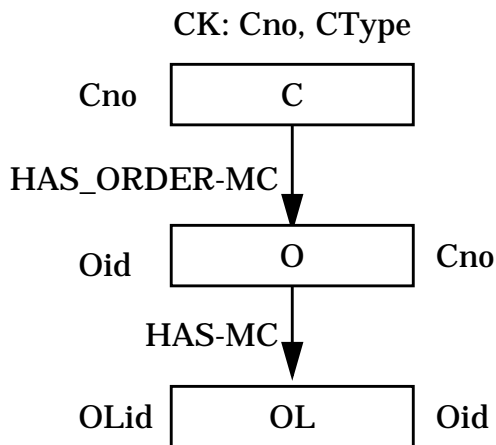 CK: Cno, CType
Cno C
HAS_ORDER-MC
Oid O Cno
HAS-MC
OLid OL Oid